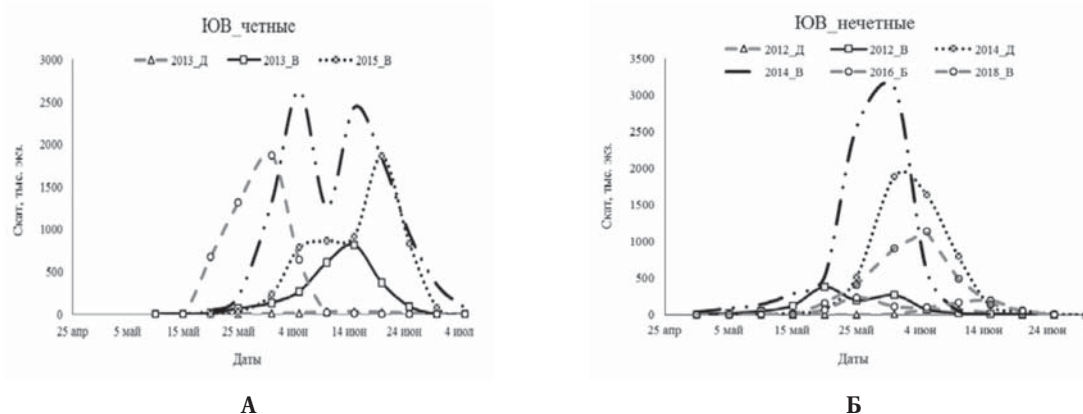 ЮВ_четные
2013_Д 2013_В 2015_В
3000
2500
2000
1500
1000
500
0
Скат, тыс. экз.
25 апр 5 май 15 май 25 май 4 июн 14 июн 24 июн 4 июл
Даты
А
ЮВ_нечетные
2012_Д 2012_В 2014_Д
2014_В 2016_Б 2018_В
3500
3000
2500
2000
1500
1000
500
0
Скат, тыс. экз.
25 апр 5 май 15 май 25 май 4 июн 14 июн 24 июн
Даты
Б